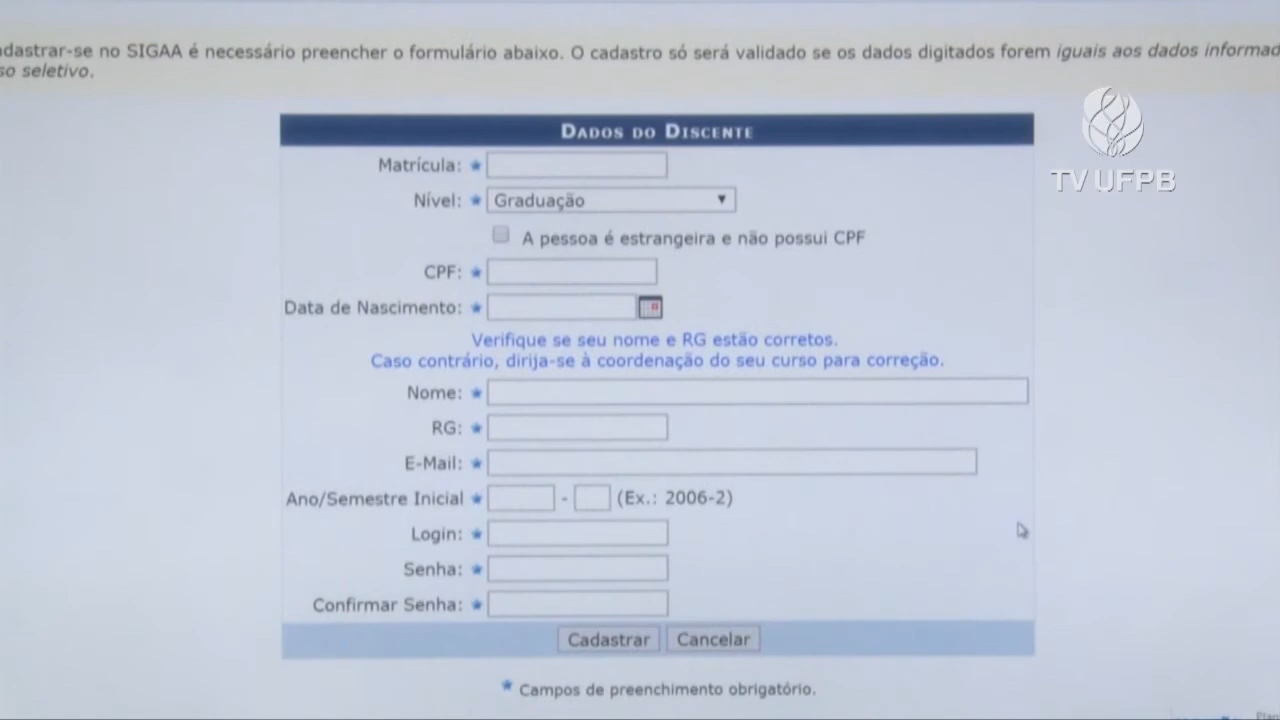 adastrar-se no SIGAA é necessário preencher o formulário abaixo. O cadastro só será validado se os dados digitados forem iguais aos dados informad
so seletivo.
TV UFPB
DADOS DO DISCENTE
Matrícula: *
Nível: * Graduação
A pessoa é estrangeira e não possui CPF
CPF: *
Data de Nascimento: *
Verifique se seu nome e RG estão corretos.
Caso contrário, dirija-se à coordenação do seu curso para correção.
Nome: *
RG: *
E-Mail: *
Ano/Semestre Inicial * - (Ex.: 2006-2)
Login: *
Senha: *
Confirmar Senha: *
Cadastrar Cancelar
* Campos de preenchimento obrigatório.